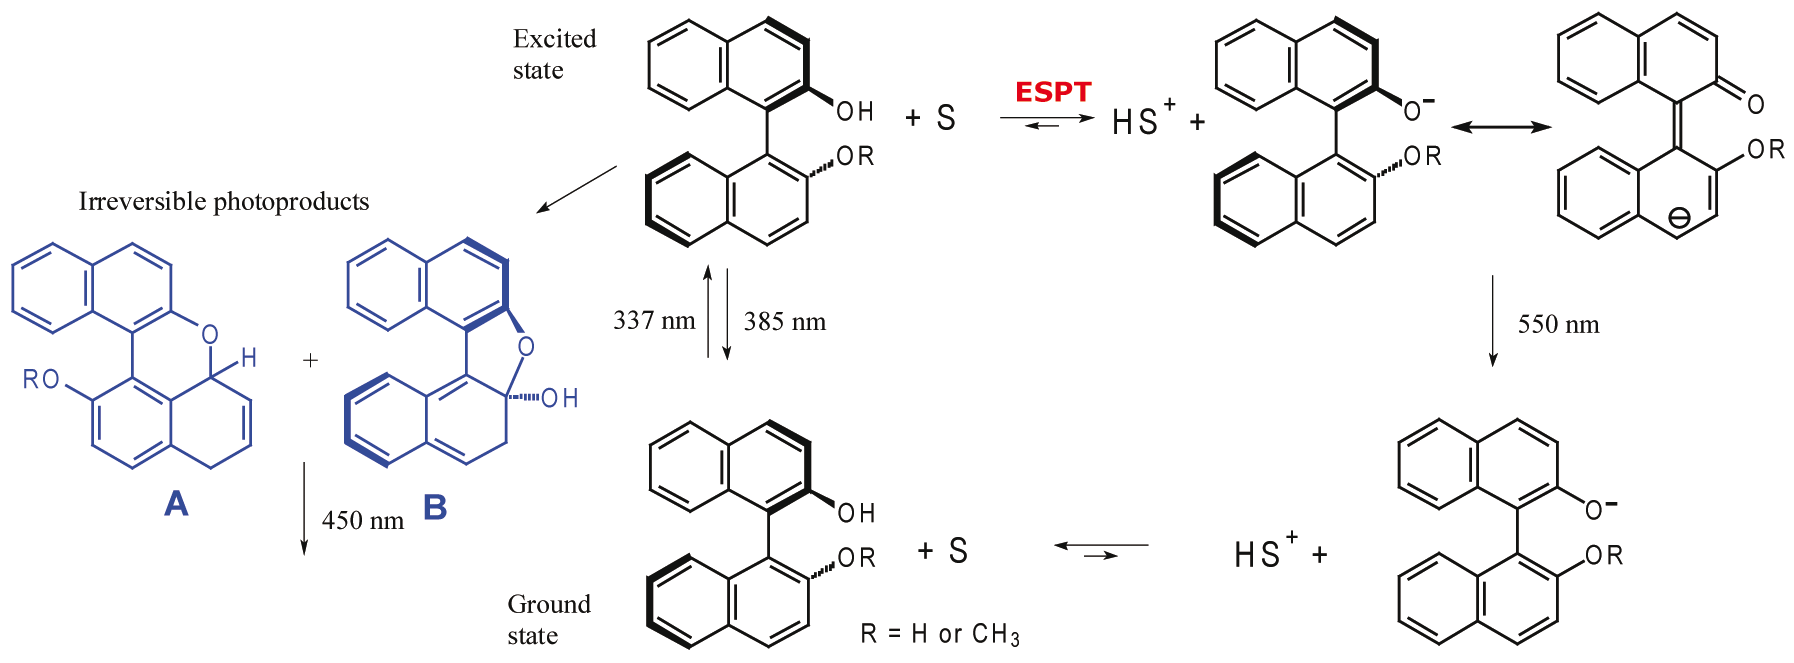 Excited
state
OH
+ S
OR
ESPT
HS+ +
O-
OR
O
OR
⊖
Irreversible photoproducts
O
H
RO
+
O
OH
A
B
337 nm
385 nm
550 nm
450 nm
OH
+ S
OR
HS+ +
O-
OR
Ground
state
R = H or CH3